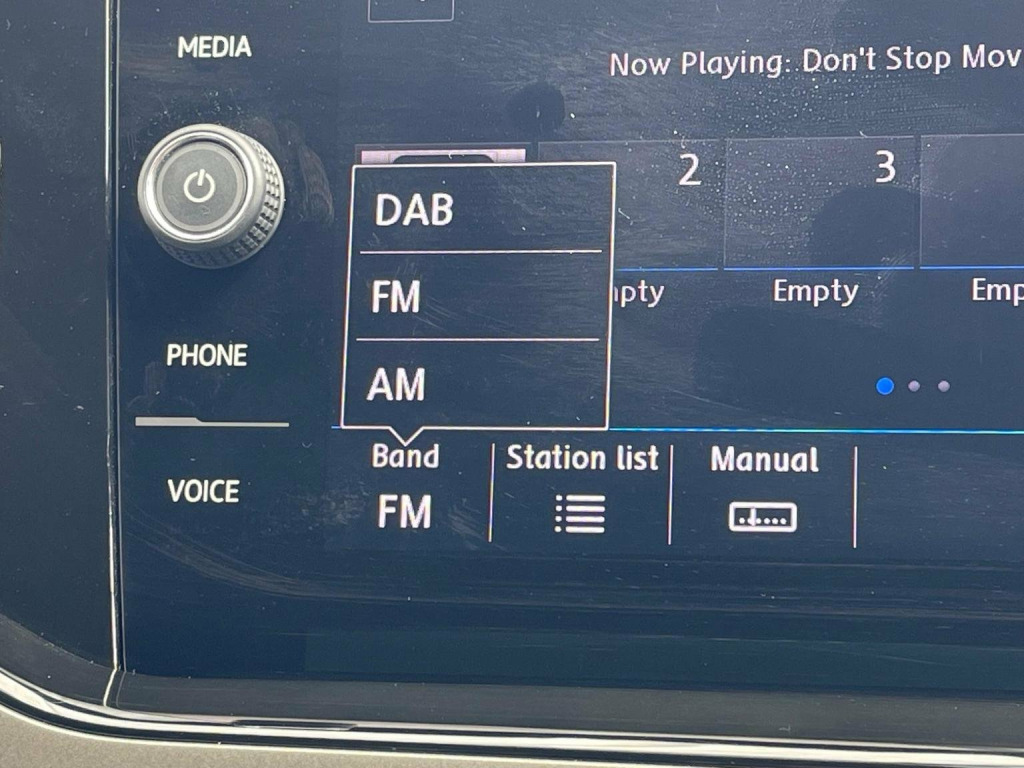 MEDIA
Now Playing: Don't Stop Mov
2
3
DAB
FM
Empty
AM
PHONE
Band
Station list
Manual
FM
VOICE